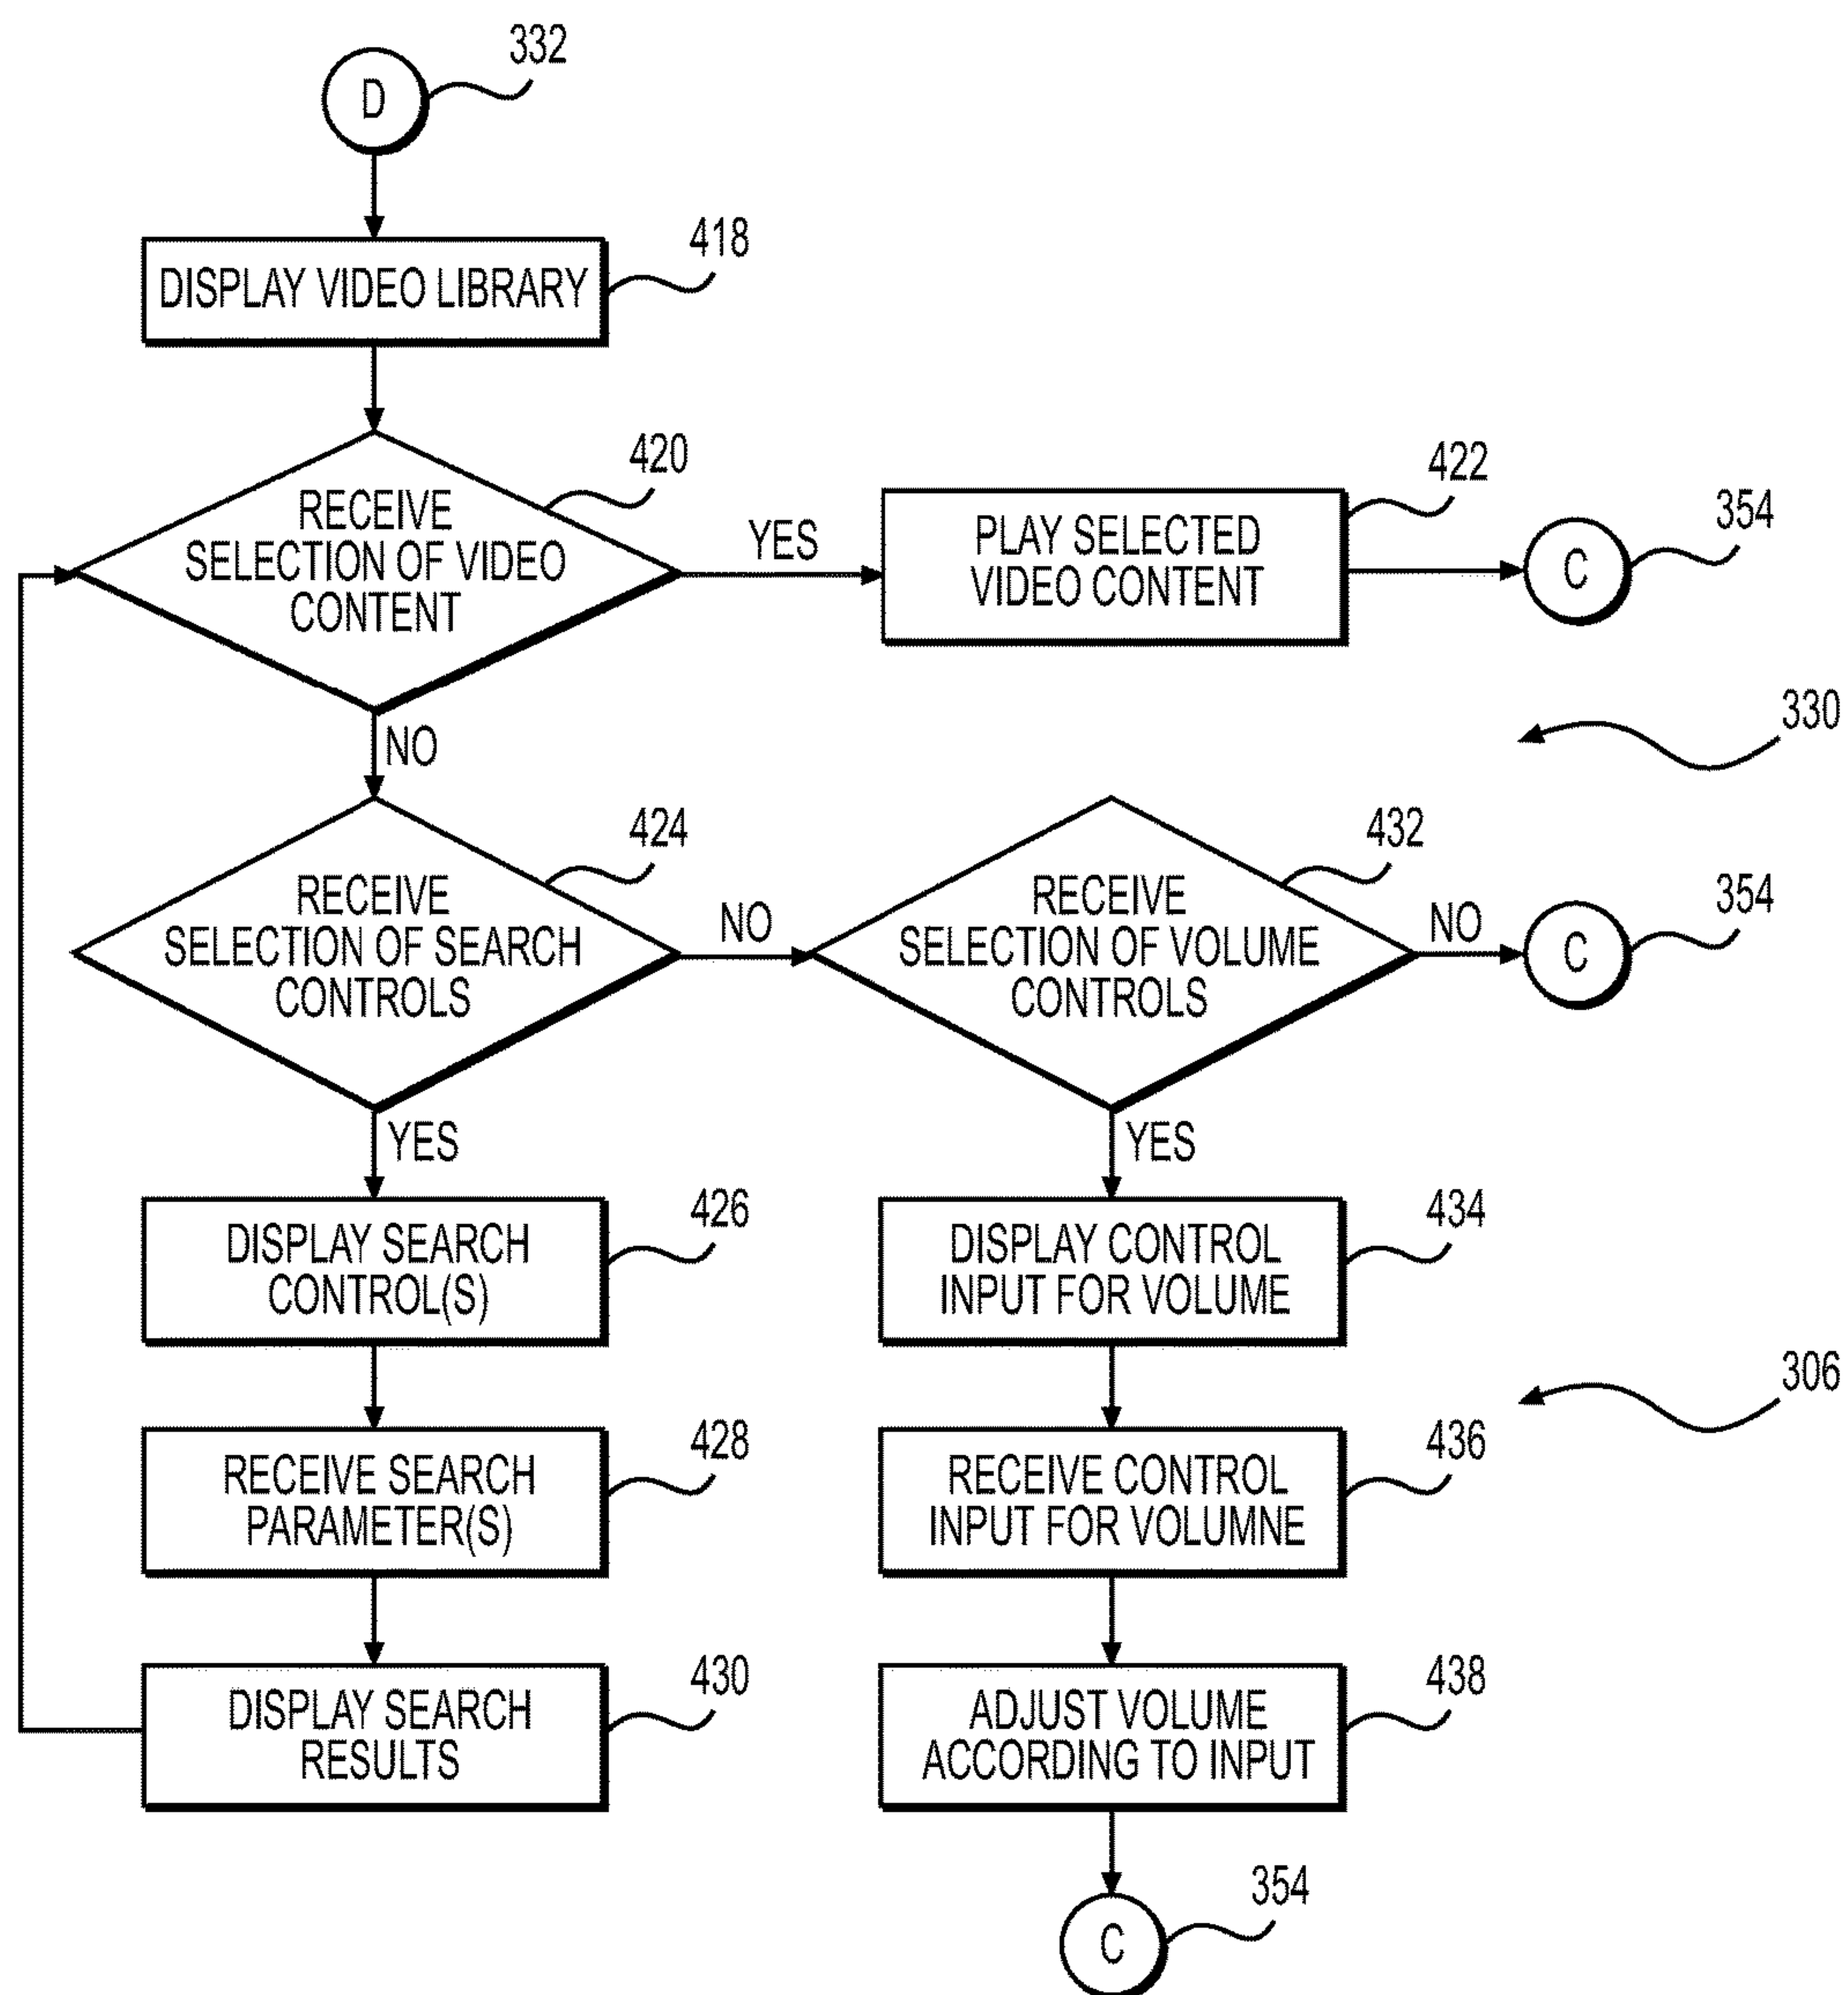 332
D
418
DISPLAY VIDEO LIBRARY
420
RECEIVE
SELECTION OF VIDEO
CONTENT
YES
422
PLAY SELECTED
VIDEO CONTENT
354
C
330
NO
424
RECEIVE
SELECTION OF SEARCH
CONTROLS
NO
432
RECEIVE
SELECTION OF VOLUME
CONTROLS
NO
354
C
YES
YES
426
DISPLAY SEARCH
CONTROL(S)
434
DISPLAY CONTROL
INPUT FOR VOLUME
306
428
RECEIVE SEARCH
PARAMETER(S)
436
RECEIVE CONTROL
INPUT FOR VOLUMNE
430
DISPLAY SEARCH
RESULTS
438
ADJUST VOLUME
ACCORDING TO INPUT
354
C